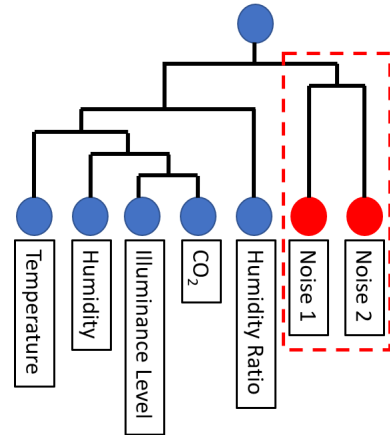 Temperature
Humidity
Illuminance Level
CO₂
Humidity Ratio
Noise 1
Noise 2